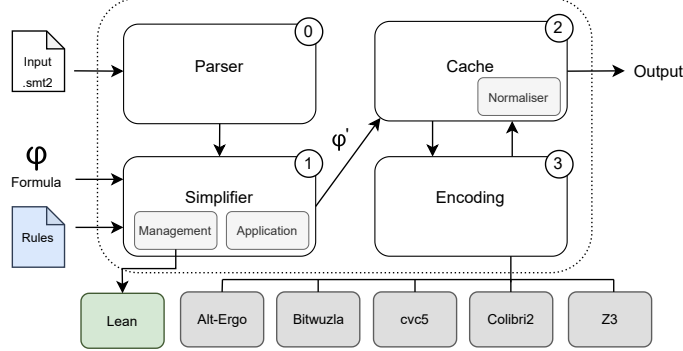 0
2
Input
.smt2
Parser
Cache
Normaliser
Output
φ
Formula
φ'
1
3
Simplifier
Encoding
Rules
Management
Application
Lean
Alt-Ergo
Bitwuzla
cvc5
Colibri2
Z3